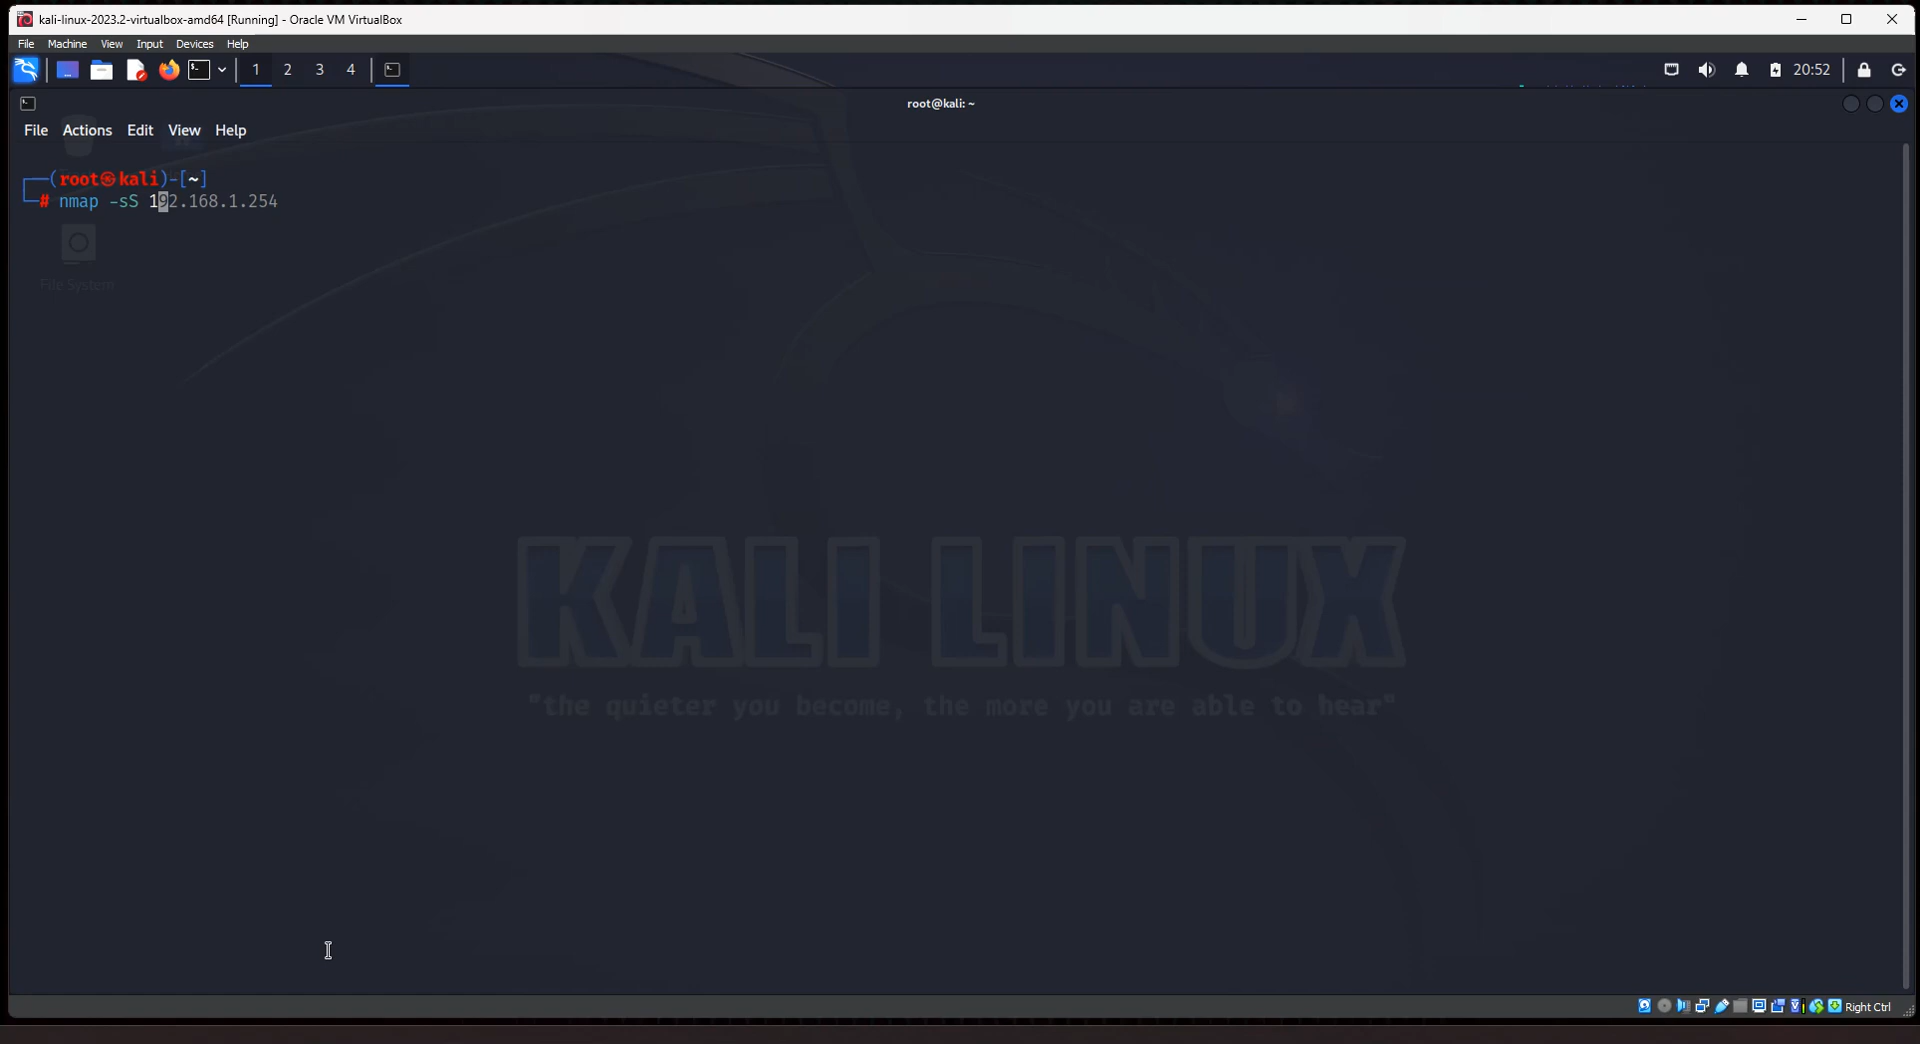 kali-linux-2023.2-virtualbox-amd64 [Running] - Oracle VM VirtualBox
File Machine View Input Devices Help
1 2 3 4 20:52
root@kali: ~
File Actions Edit View Help
(root㉿kali)-[~]
# nmap -sS 192.168.1.254
File System
KALI LINUX
"the quieter you become, the more you are able to hear"
Right Ctrl